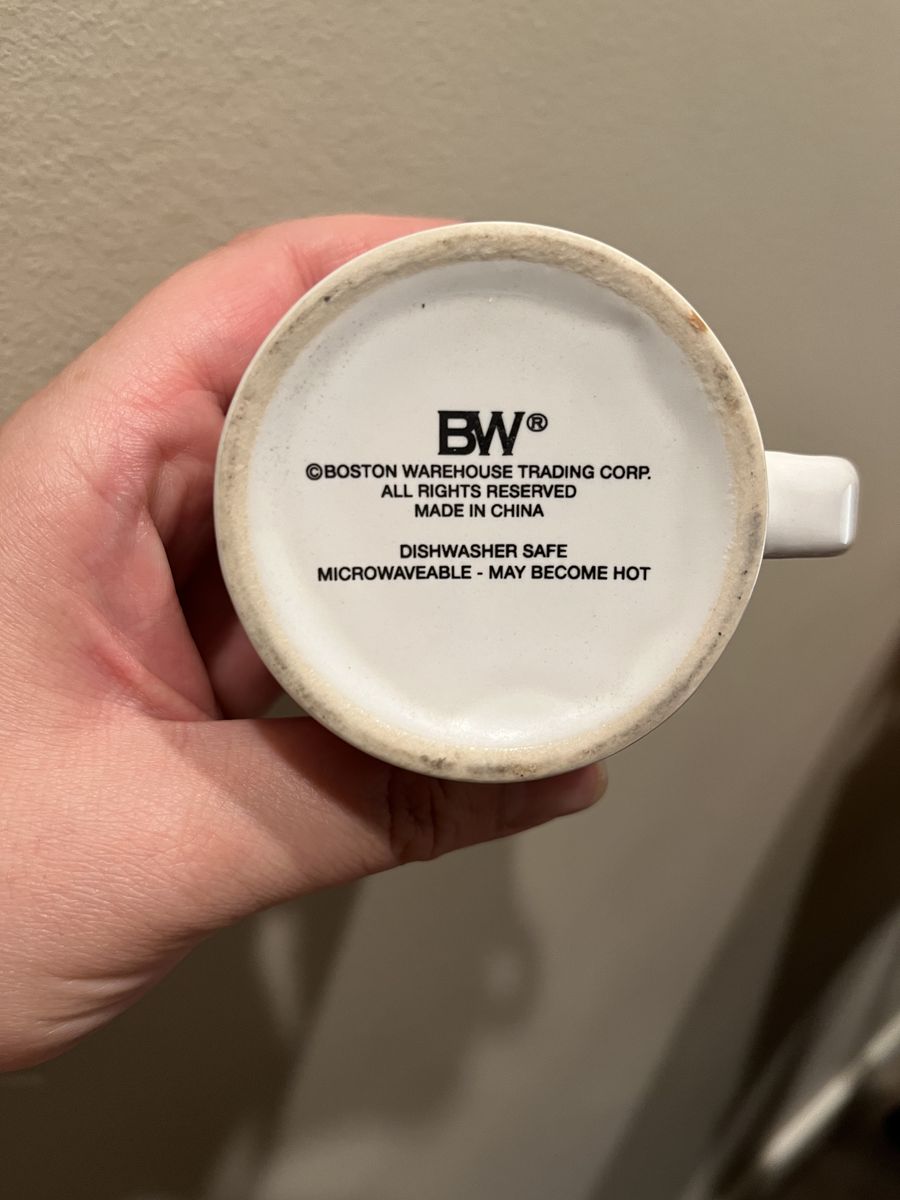 BW®
©BOSTON WAREHOUSE TRADING CORP.
ALL RIGHTS RESERVED
MADE IN CHINA
DISHWASHER SAFE
MICROWAVEABLE - MAY BECOME HOT